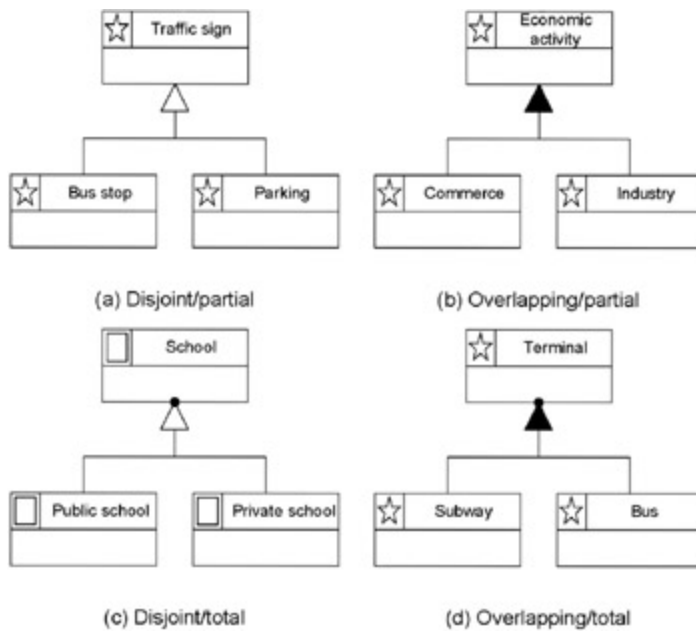 Traffic sign
Economic
activity
Bus stop
Parking
Commerce
Industry
(a) Disjoint/partial
(b) Overlapping/partial
School
Terminal
Public school
Private school
Subway
Bus
(c) Disjoint/total
(d) Overlapping/total